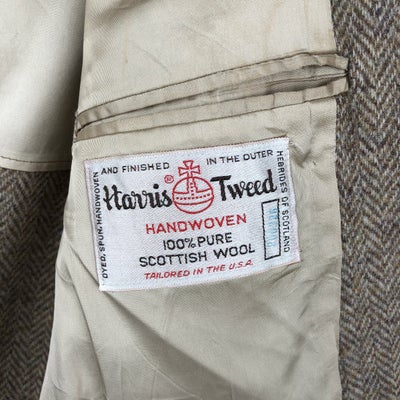 DYED, SPUN, HANDWOVEN AND FINISHED IN THE OUTER HEBRIDES OF SCOTLAND
Harris® Tweed
HANDWOVEN
100% PURE
SCOTTISH WOOL
TAILORED IN THE U.S.A.